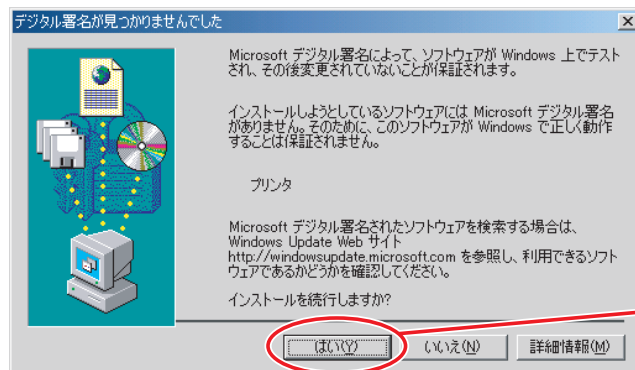 デジタル署名が見つかりませんでした
Microsoft デジタル署名によって、ソフトウェアが Windows 上でテスト
され、その後変更されていないことが保証されます。
インストールしようとしているソフトウェアには Microsoft デジタル署名
がありません。そのために、このソフトウェアが Windows で正しく動作
することは保証されません。
プリンタ
Microsoft デジタル署名されたソフトウェアを検索する場合は、
Windows Update Web サイト
http://windowsupdate.microsoft.com を参照し、利用できるソフト
ウェアであるかどうかを確認してください。
インストールを続行しますか?
はい(Y) いいえ(N) 詳細情報(M)